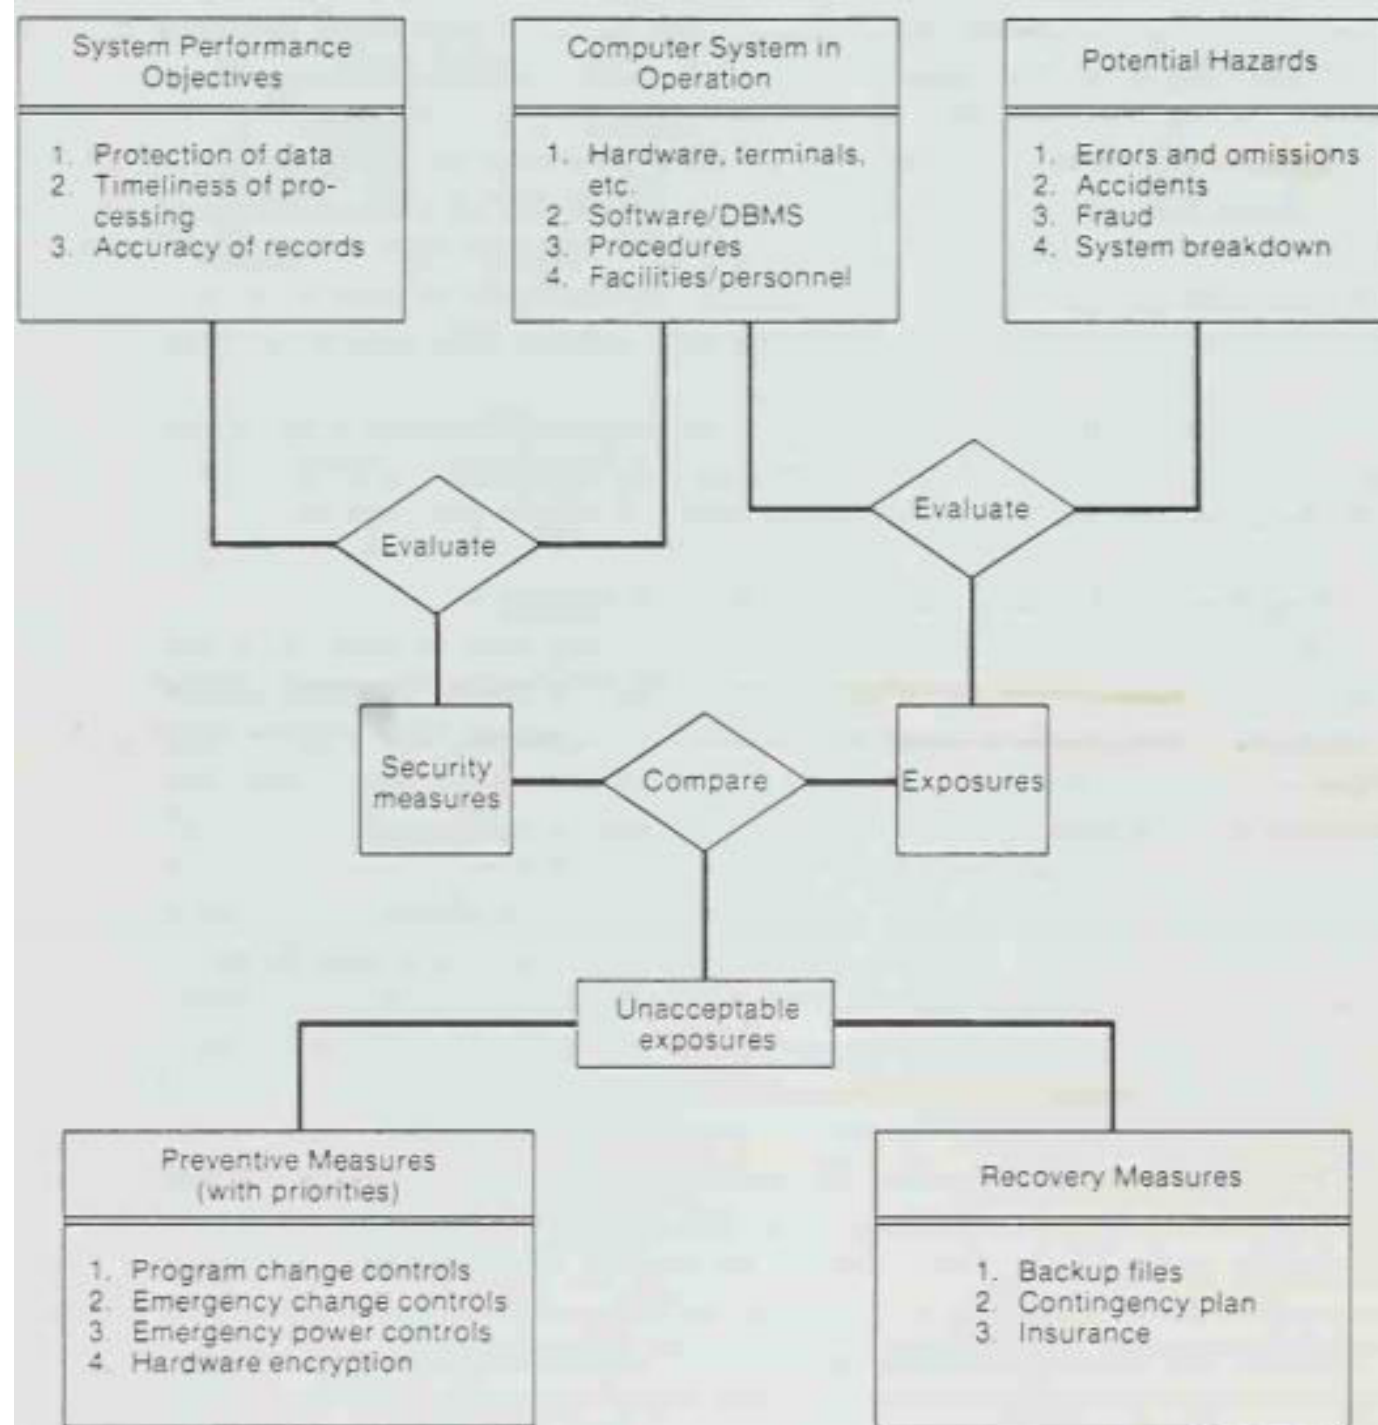 System Performance
Objectives
1. Protection of data
2. Timeliness of pro-
cessing
3. Accuracy of records
Computer System in
Operation
1. Hardware, terminals,
etc.
2. Software/DBMS
3. Procedures
4. Facilities/personnel
Potential Hazards
1. Errors and omissions
2. Accidents
3. Fraud
4. System breakdown
Evaluate
Evaluate
Security
measures
Compare
Exposures
Unacceptable
exposures
Preventive Measures
(with priorities)
1. Program change controls
2. Emergency change controls
3. Emergency power controls
4. Hardware encryption
Recovery Measures
1. Backup files
2. Contingency plan
3. Insurance